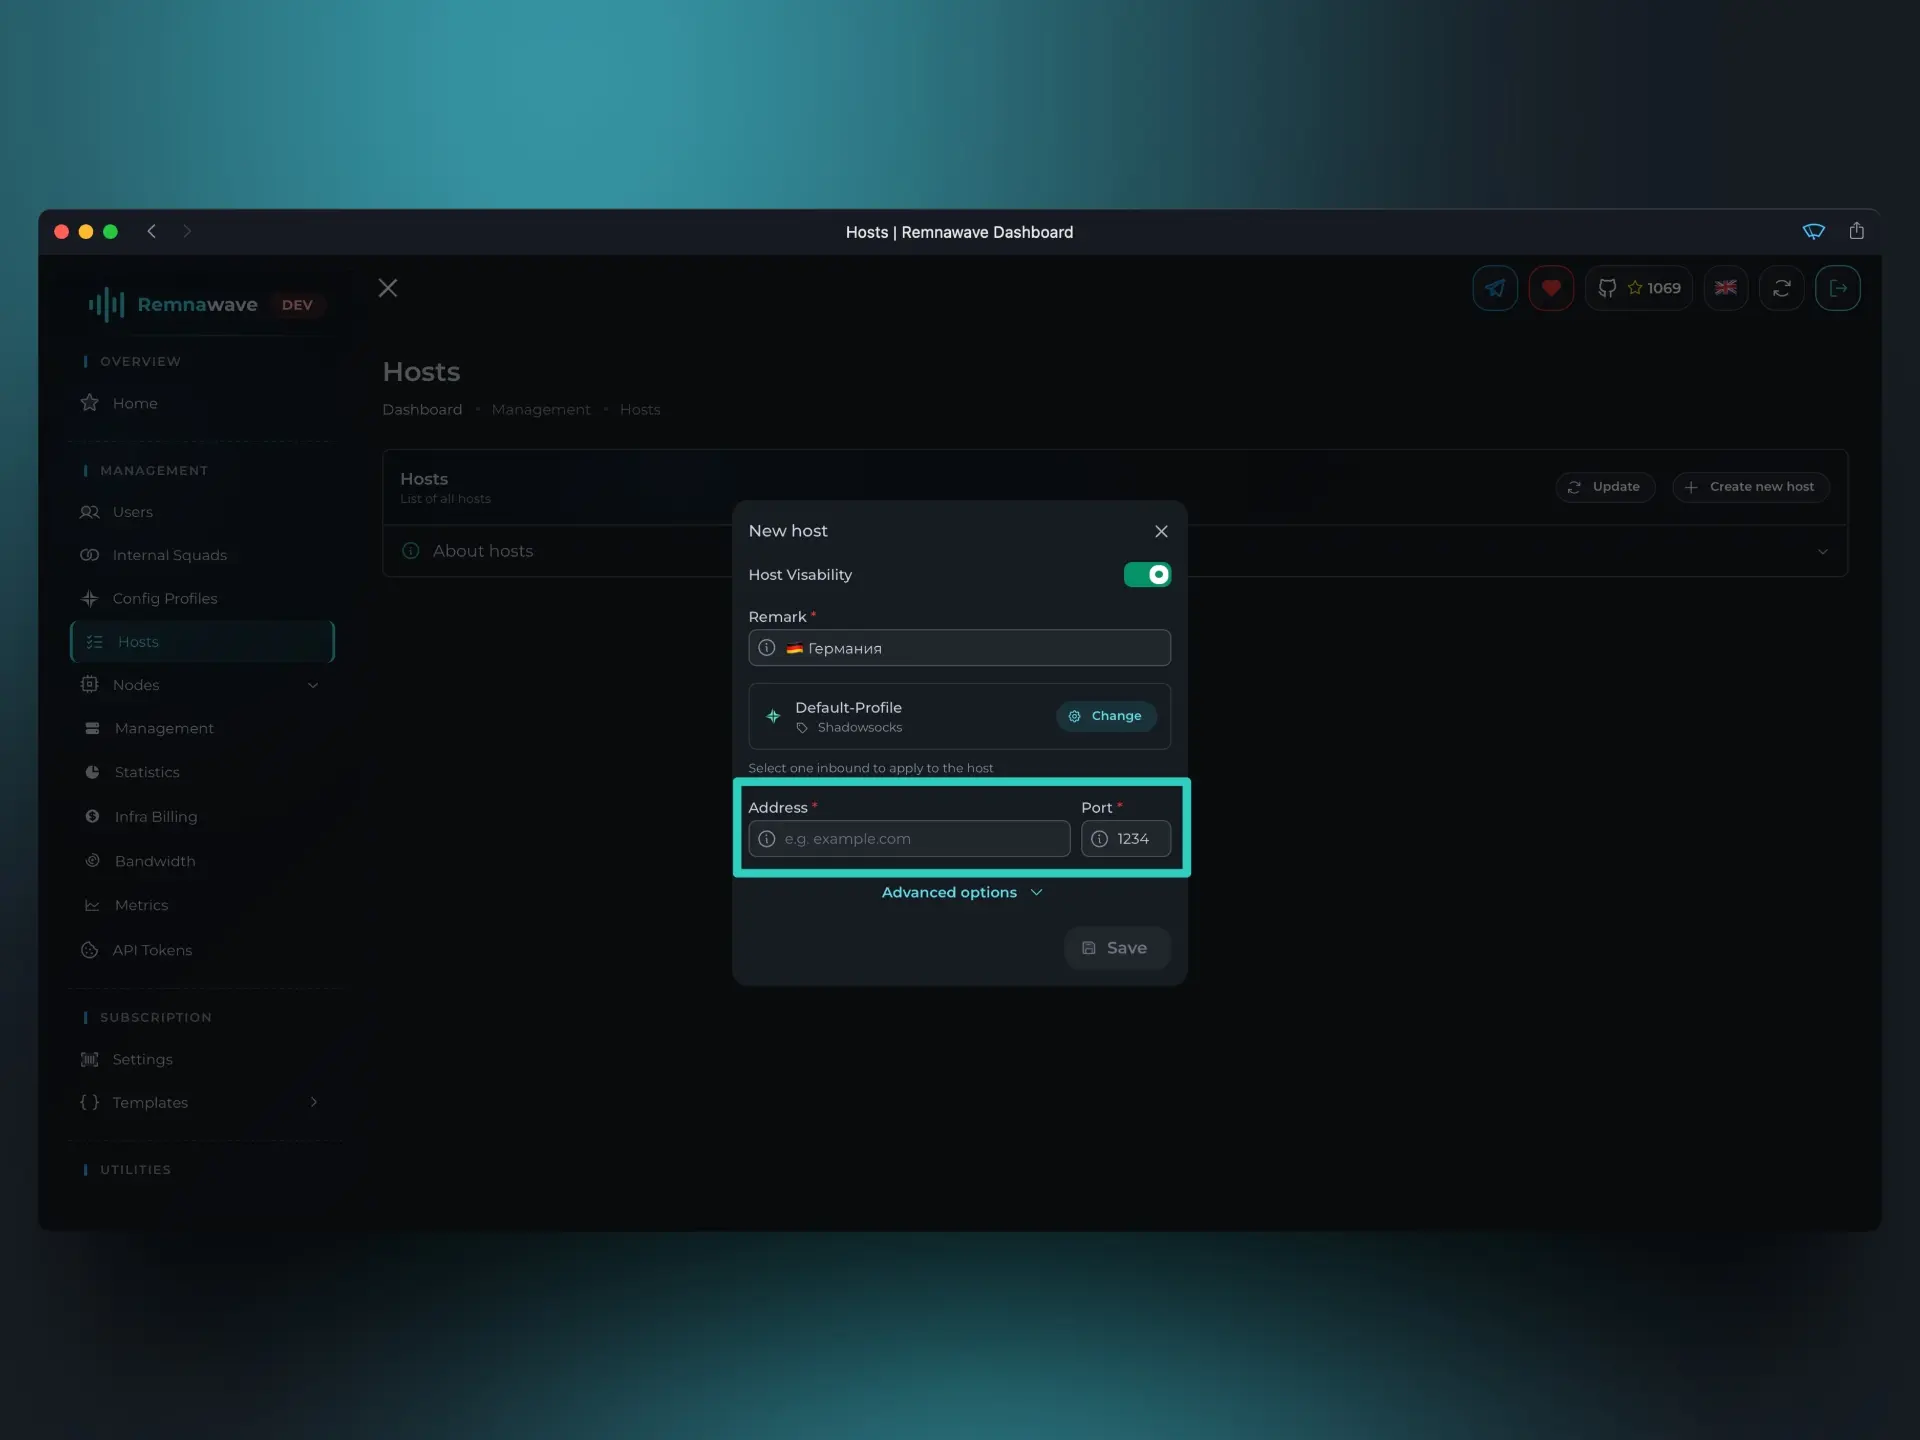 Hosts | Remnawave Dashboard
Remnawave DEV
1069
OVERVIEW
Home
MANAGEMENT
Users
Internal Squads
Config Profiles
Hosts
Nodes
Management
Statistics
Infra Billing
Bandwidth
Metrics
API Tokens
SUBSCRIPTION
Settings
Templates
UTILITIES
Hosts
Dashboard • Management • Hosts
Hosts
List of all hosts
Update
Create new host
About hosts
New host
Host Visability
Remark *
🇩🇪 Германия
Default-Profile
Shadowsocks
Change
Select one inbound to apply to the host
Address * Port *
e.g. example.com 1234
Advanced options
Save